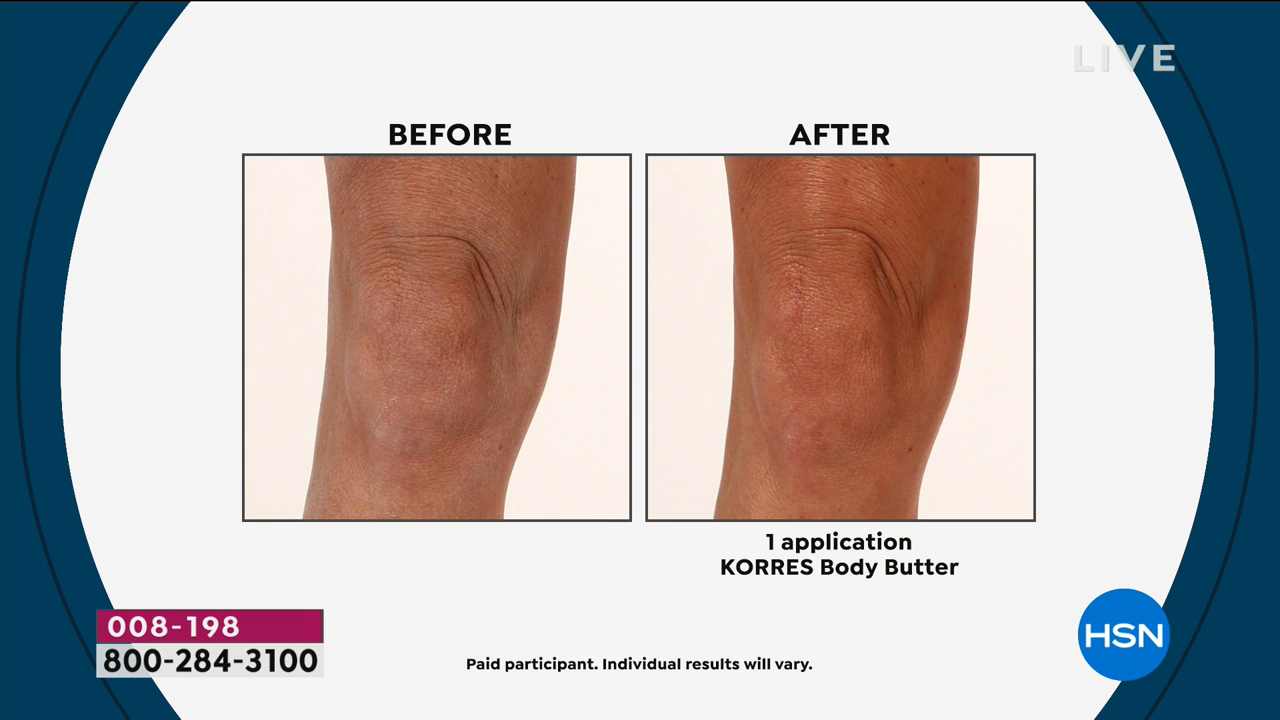 LIVE
BEFORE
AFTER
1 application
KORRES Body Butter
008-198
800-284-3100
Paid participant. Individual results will vary.
HSN